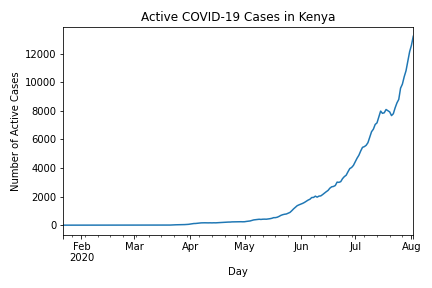 Active COVID-19 Cases in Kenya
Number of Active Cases
12000
10000
8000
6000
4000
2000
0
Feb
2020
Mar
Apr
May
Jun
Jul
Aug
Day